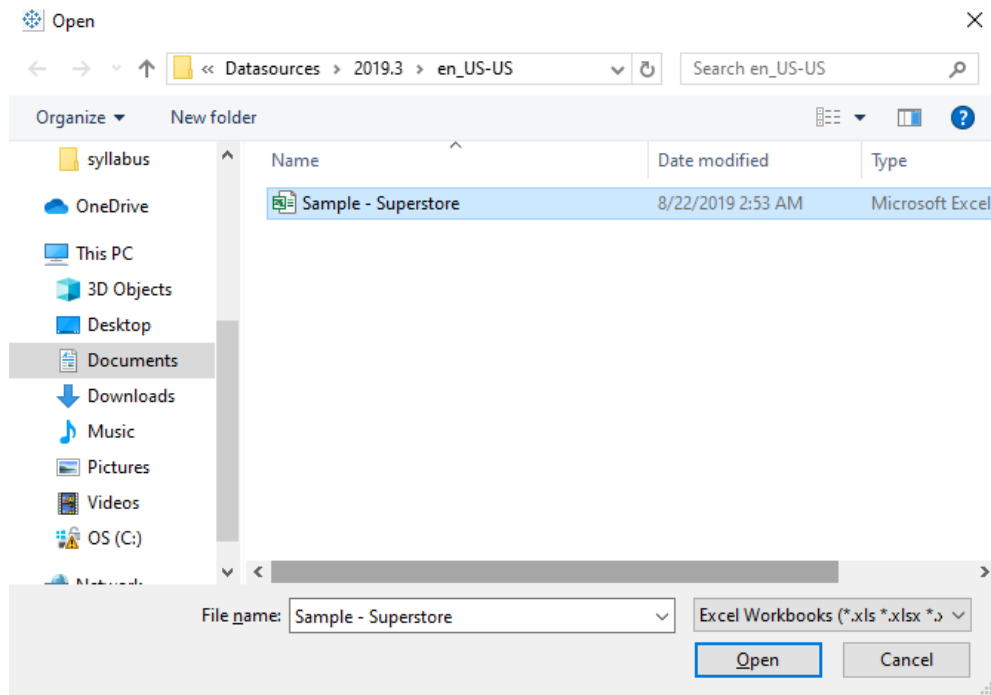 Open
« Datasources > 2019.3 > en_US-US
Search en_US-US
Organize
New folder
?
Name
Date modified
Type
syllabus
OneDrive
This PC
3D Objects
Desktop
Documents
Downloads
Music
Pictures
Videos
OS (C:)
Network
Sample - Superstore
8/22/2019 2:53 AM
Microsoft Excel
File name:
Sample - Superstore
Excel Workbooks (*.xls *.xlsx *.x
Open
Cancel